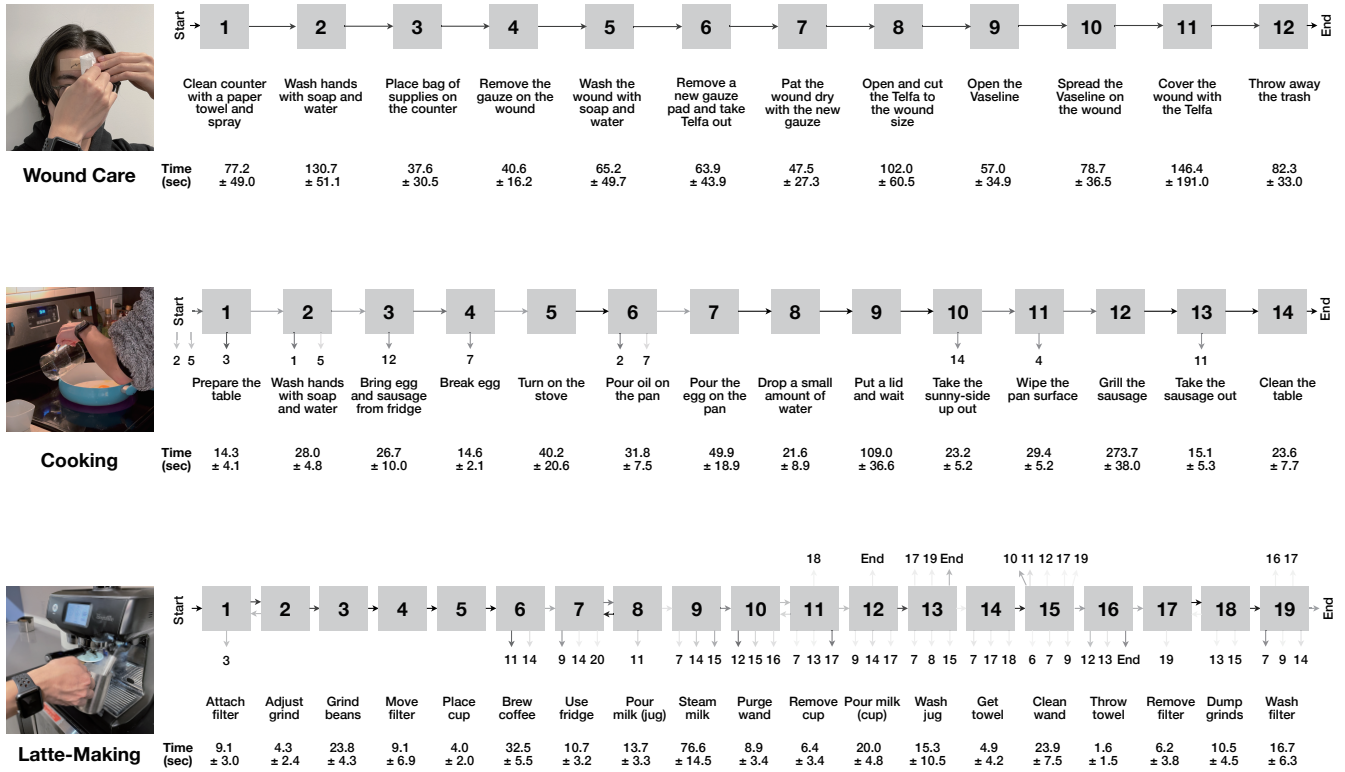 Start 1 2 3 4 5 6 7 8 9 10 11 12 End
Clean counter with a paper towel and spray
Wash hands with soap and water
Place bag of supplies on the counter
Remove the gauze on the wound
Wash the wound with soap and water
Remove a new gauze pad and take Telfa out
Pat the wound dry with the new gauze
Open and cut the Telfa to the wound size
Open the Vaseline
Spread the Vaseline on the wound
Cover the wound with the Telfa
Throw away the trash
Wound Care
Time 77.2 130.7 37.6 40.6 65.2 63.9 47.5 102.0 57.0 78.7 146.4 82.3
(sec) ± 49.0 ± 51.1 ± 30.5 ± 16.2 ± 49.7 ± 43.9 ± 27.3 ± 60.5 ± 34.9 ± 36.5 ± 191.0 ± 33.0
Start 1 2 3 4 5 6 7 8 9 10 11 12 13 14 End
2 5 3 1 5 12 7 2 7 14 4 11
Prepare the table
Wash hands with soap and water
Bring egg and sausage from fridge
Break egg
Turn on the stove
Pour oil on the pan
Pour the egg on the pan
Drop a small amount of water
Put a lid and wait
Take the sunny-side up out
Wipe the pan surface
Grill the sausage
Take the sausage out
Clean the table
Cooking
Time 14.3 28.0 26.7 14.6 40.2 31.8 49.9 21.6 109.0 23.2 29.4 273.7 15.1 23.6
(sec) ± 4.1 ± 4.8 ± 10.0 ± 2.1 ± 20.6 ± 7.5 ± 18.9 ± 8.9 ± 36.6 ± 5.2 ± 5.2 ± 38.0 ± 5.3 ± 7.7
18 End 17 19 End 10 11 12 17 19 16 17
Start 1 2 3 4 5 6 7 8 9 10 11 12 13 14 15 16 17 18 19 End
3 11 14 9 14 20 11 7 14 15 12 15 16 7 13 17 9 14 17 7 8 15 7 17 18 6 7 9 12 13 End 19 13 15 7 9 14
Attach filter
Adjust grind
Grind beans
Move filter
Place cup
Brew coffee
Use fridge
Pour milk (jug)
Steam milk
Purge wand
Remove cup
Pour milk (cup)
Wash jug
Get towel
Clean wand
Throw towel
Remove filter
Dump grinds
Wash filter
Latte-Making
Time 9.1 4.3 23.8 9.1 4.0 32.5 10.7 13.7 76.6 8.9 6.4 20.0 15.3 4.9 23.9 1.6 6.2 10.5 16.7
(sec) ± 3.0 ± 2.4 ± 4.3 ± 6.9 ± 2.0 ± 5.5 ± 3.2 ± 3.3 ± 14.5 ± 3.4 ± 3.4 ± 4.8 ± 10.5 ± 4.2 ± 7.5 ± 1.5 ± 3.8 ± 4.5 ± 6.3